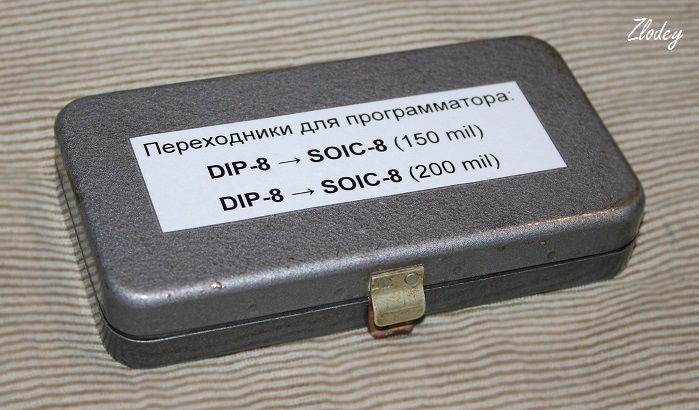 Zlodey
Переходники для программатора:
DIP-8 → SOIC-8 (150 mil)
DIP-8 → SOIC-8 (200 mil)